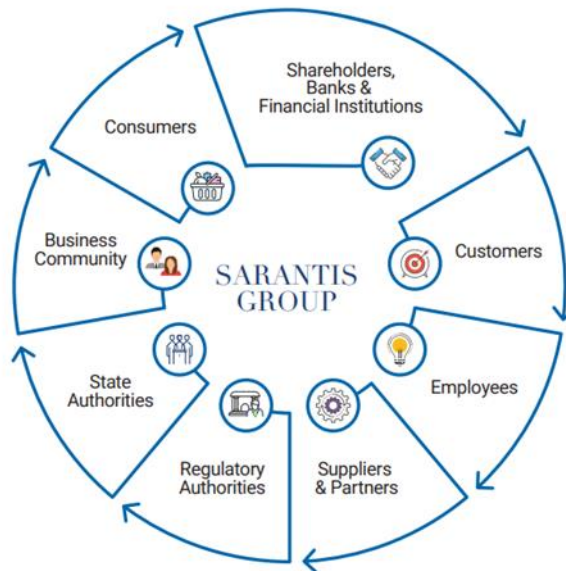 Shareholders,
Banks &
Financial Institutions
Consumers
Business
Community
SARANTIS
GROUP
Customers
State
Authorities
Employees
Regulatory
Authorities
Suppliers
& Partners